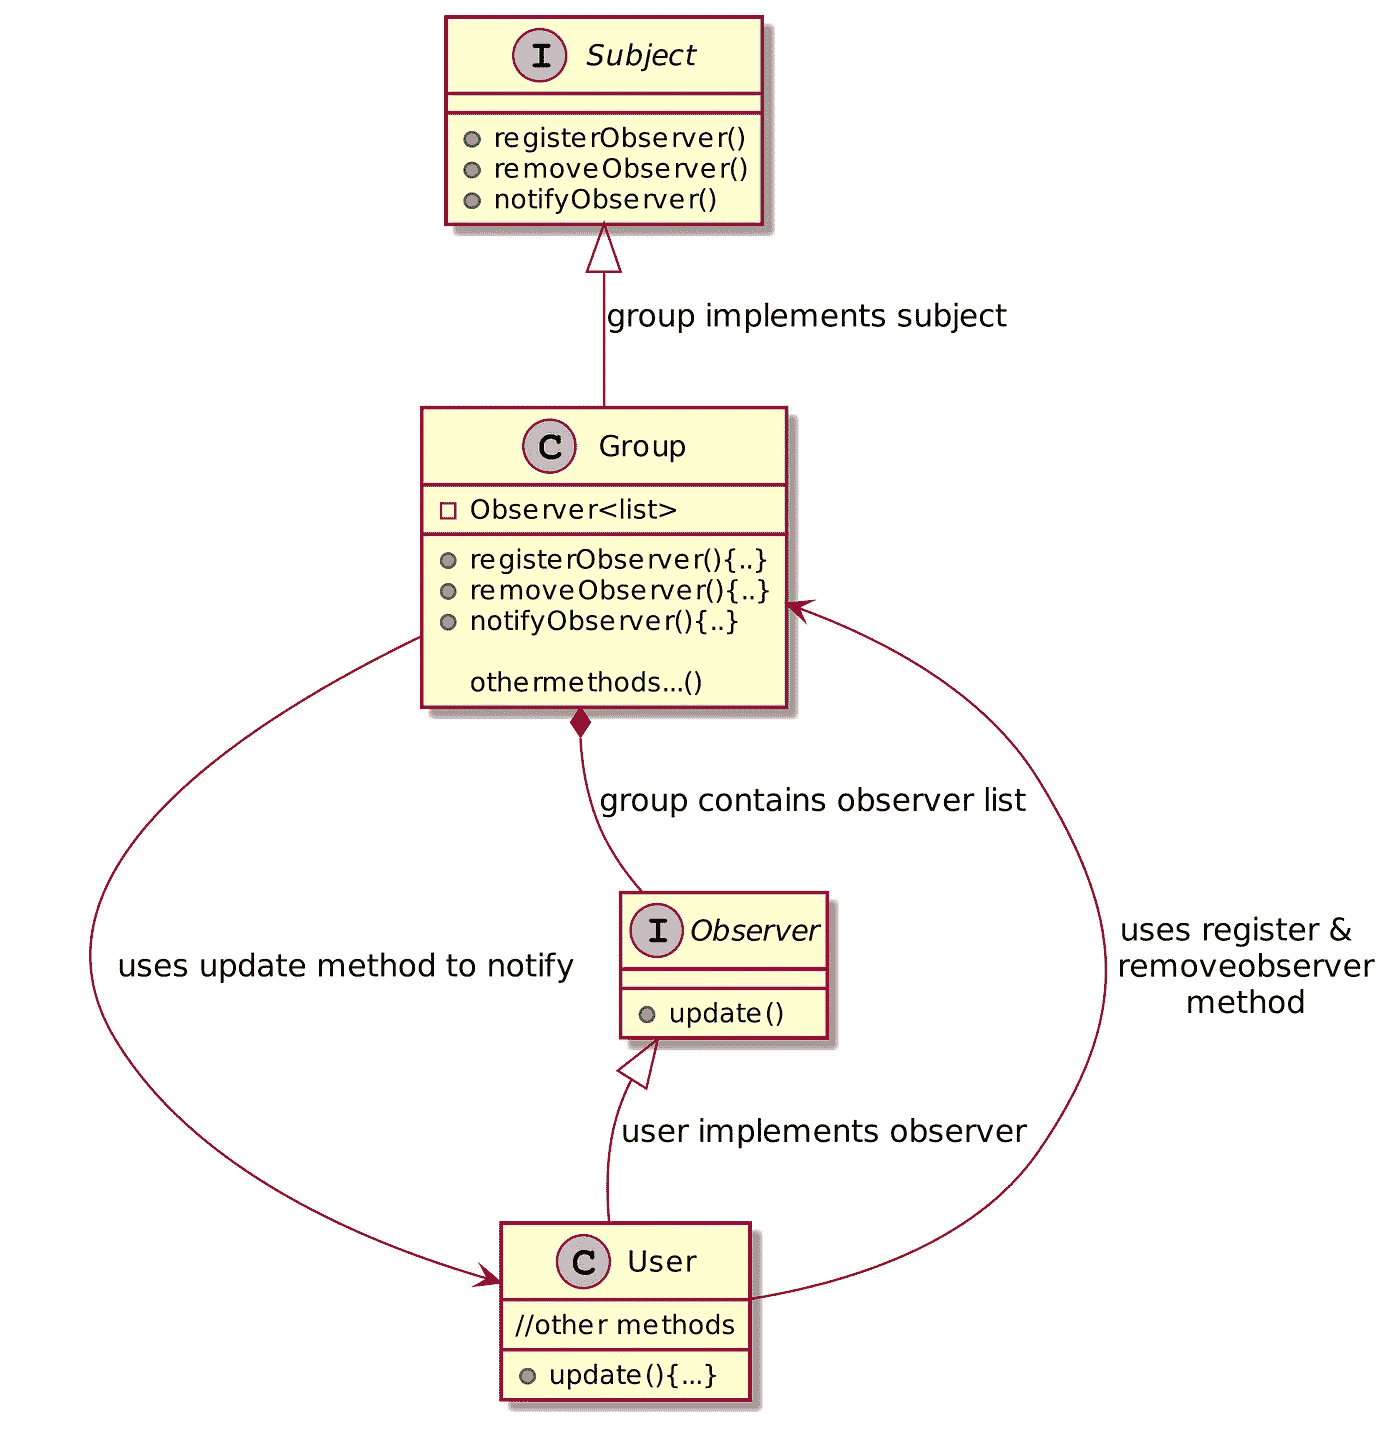 I Subject
registerObserver()
removeObserver()
notifyObserver()
group implements subject
C Group
Observer<list>
registerObserver(){..}
removeObserver(){..}
notifyObserver(){..}
othermethods...()
group contains observer list
I Observer
update()
uses update method to notify
uses register &
removeobserver
method
user implements observer
C User
//other methods
update(){...}